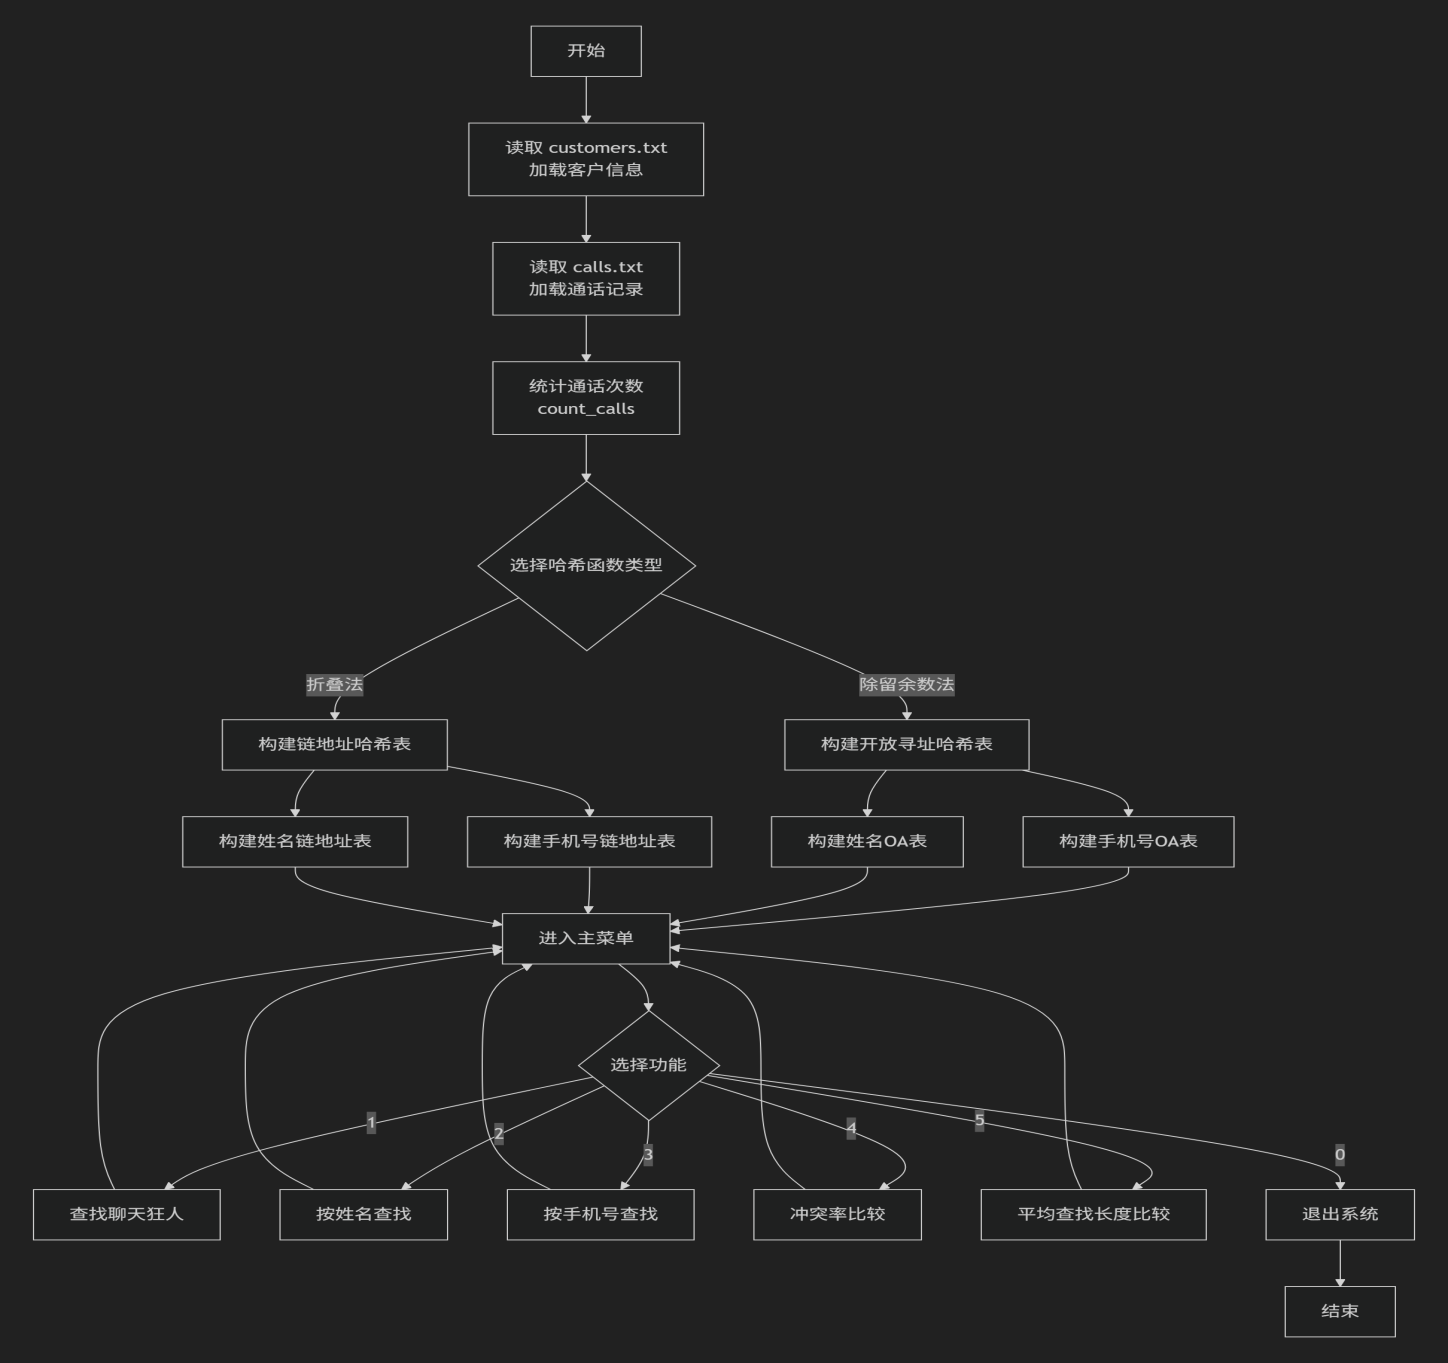 开始
读取 customers.txt
加载客户信息
读取 calls.txt
加载通话记录
统计通话次数
count_calls
选择哈希函数类型
折叠法
除留余数法
构建链地址哈希表
构建开放寻址哈希表
构建姓名链地址表
构建手机号链地址表
构建姓名OA表
构建手机号OA表
进入主菜单
选择功能
1
2
3
4
5
0
查找聊天狂人
按姓名查找
按手机号查找
冲突率比较
平均查找长度比较
退出系统
结束